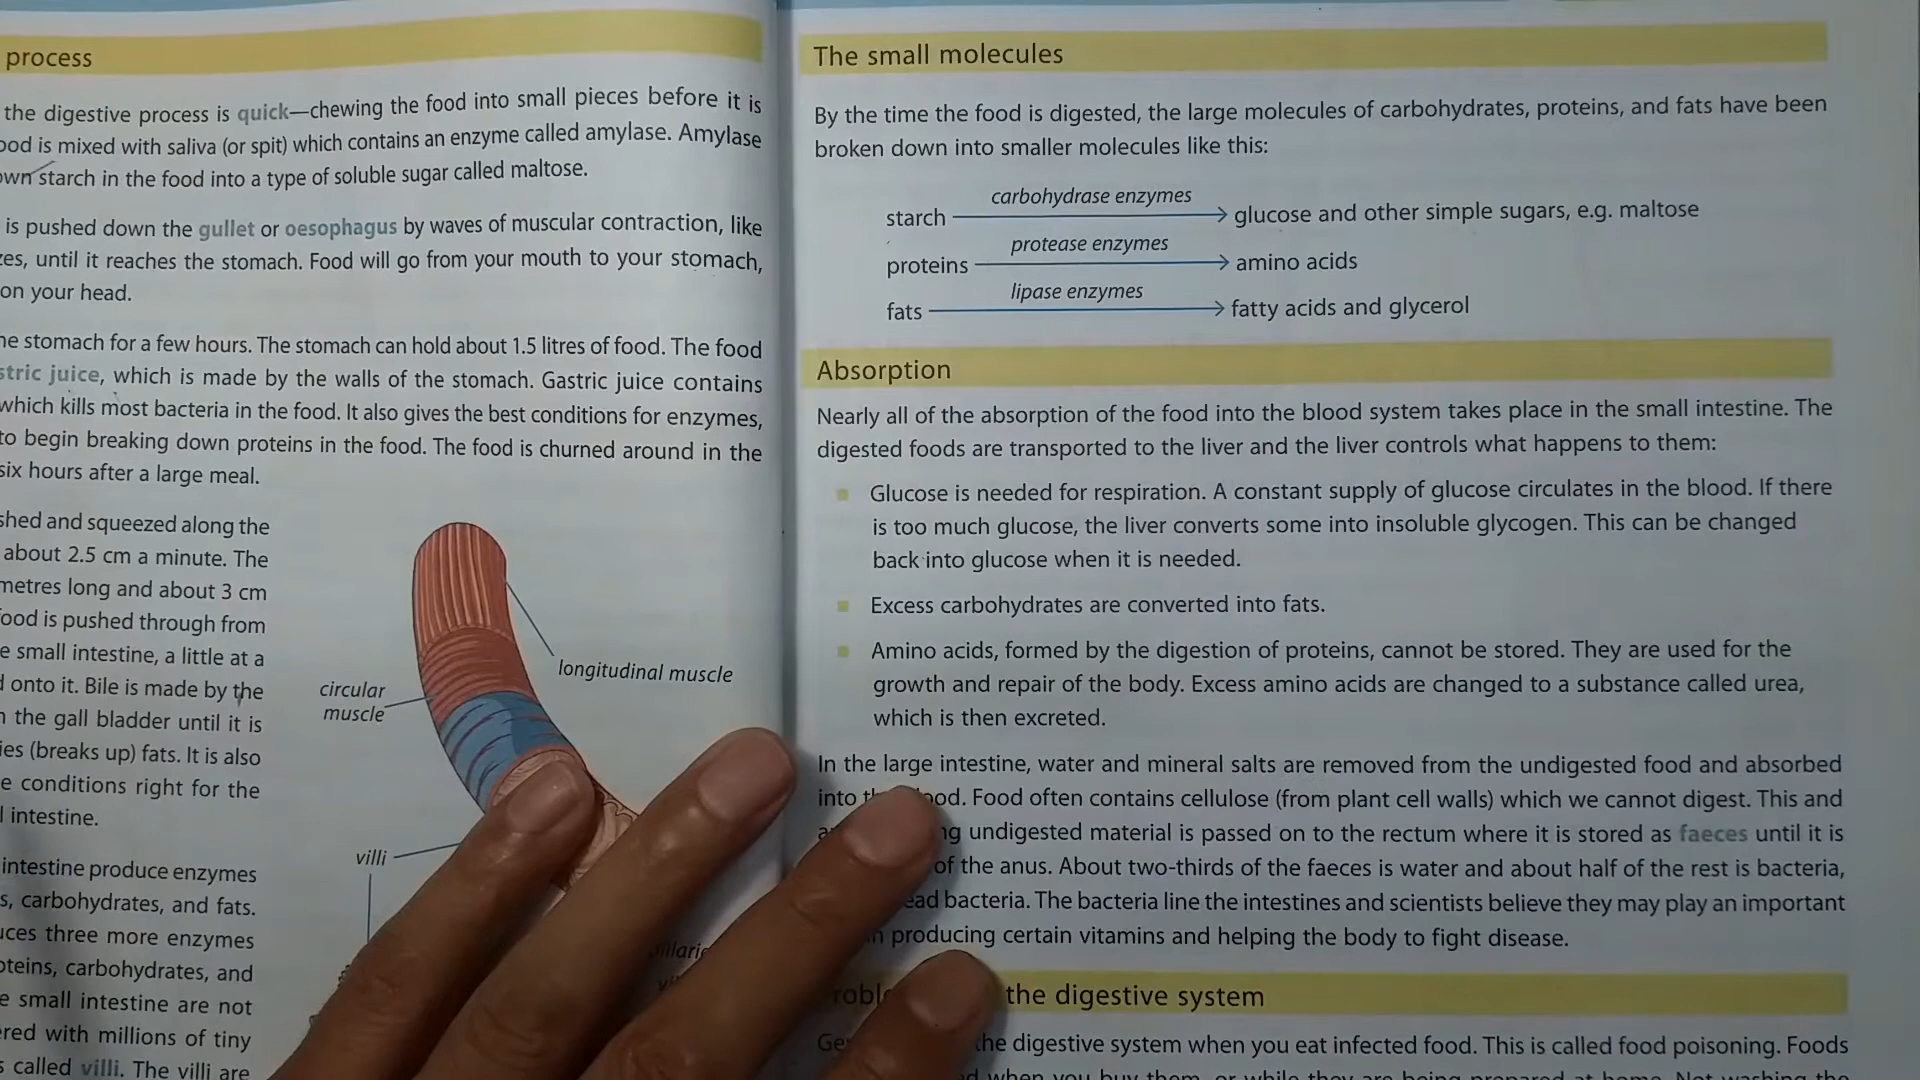 process
the digestive process is quick—chewing the food into small pieces before it is
is mixed with saliva (or spit) which contains an enzyme called amylase. Amylase
starch in the food into a type of soluble sugar called maltose.
is pushed down the gullet or oesophagus by waves of muscular contraction, like
until it reaches the stomach. Food will go from your mouth to your stomach,
on your head.
stomach for a few hours. The stomach can hold about 1.5 litres of food. The food
juice, which is made by the walls of the stomach. Gastric juice contains
which kills most bacteria in the food. It also gives the best conditions for enzymes,
to begin breaking down proteins in the food. The food is churned around in the
six hours after a large meal.
and squeezed along the
about 2.5 cm a minute. The
metres long and about 3 cm
is pushed through from
small intestine, a little at a
onto it. Bile is made by the
the gall bladder until it is
(breaks up) fats. It is also
conditions right for the
intestine.
intestine produce enzymes
carbohydrates, and fats.
three more enzymes
carbohydrates, and
small intestine are not
with millions of tiny
called villi. The villi are
longitudinal muscle
circular
muscle
villi
The small molecules
By the time the food is digested, the large molecules of carbohydrates, proteins, and fats have been
broken down into smaller molecules like this:
carbohydrase enzymes
starch glucose and other simple sugars, e.g. maltose
protease enzymes
proteins amino acids
lipase enzymes
fats fatty acids and glycerol
Absorption
Nearly all of the absorption of the food into the blood system takes place in the small intestine. The
digested foods are transported to the liver and the liver controls what happens to them:
Glucose is needed for respiration. A constant supply of glucose circulates in the blood. If there
is too much glucose, the liver converts some into insoluble glycogen. This can be changed
back into glucose when it is needed.
Excess carbohydrates are converted into fats.
Amino acids, formed by the digestion of proteins, cannot be stored. They are used for the
growth and repair of the body. Excess amino acids are changed to a substance called urea,
which is then excreted.
In the large intestine, water and mineral salts are removed from the undigested food and absorbed
into Food often contains cellulose (from plant cell walls) which we cannot digest. This and
undigested material is passed on to the rectum where it is stored as faeces until it is
of the anus. About two-thirds of the faeces is water and about half of the rest is bacteria,
bacteria. The bacteria line the intestines and scientists believe they may play an important
producing certain vitamins and helping the body to fight disease.
the digestive system
the digestive system when you eat infected food. This is called food poisoning. Foods